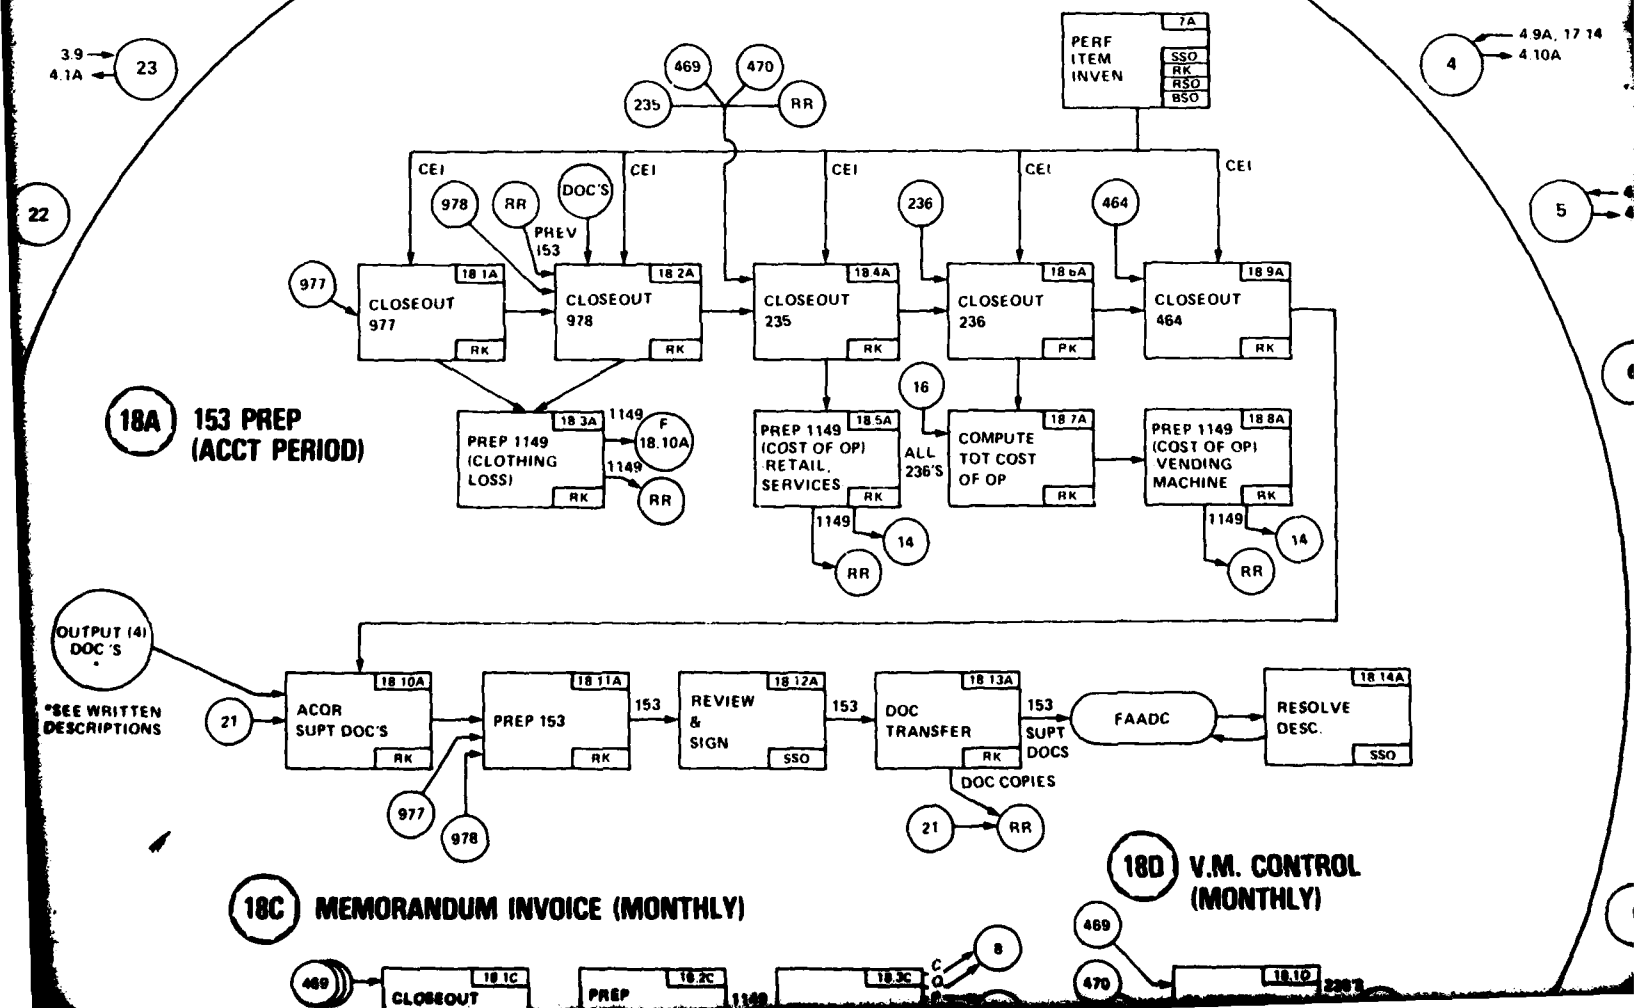 3.9
4.1A
23
22
4
4.9A, 17 14
4.10A
5
7A
PERF
ITEM
INVEN
SSO
RK
RSO
BSO
469
470
235
RR
CEI
CEI
CEI
CEI
CEI
978
RR
DOC'S
PREV
153
236
464
977
18 1A
CLOSEOUT
977
RK
18 2A
CLOSEOUT
978
RK
18.4A
CLOSEOUT
235
RK
18 6A
CLOSEOUT
236
PK
18 9A
CLOSEOUT
464
RK
18A
153 PREP
(ACCT PERIOD)
18 3A
PREP 1149
(CLOTHING
LOSS)
RK
1149
F
18.10A
1149
RR
18.5A
PREP 1149
(COST OF OP)
RETAIL,
SERVICES
RK
1149
14
RR
16
ALL
236'S
18 7A
COMPUTE
TOT COST
OF OP
RK
18 8A
PREP 1149
(COST OF OP)
VENDING
MACHINE
RK
1149
14
RR
OUTPUT (4)
DOC'S
*
*SEE WRITTEN
DESCRIPTIONS
21
18 10A
ACQR
SUPT DOC'S
RK
977
978
18 11A
PREP 153
RK
153
18 12A
REVIEW
&
SIGN
SSO
153
18 13A
DOC
TRANSFER
RK
153
SUPT
DOCS
DOC COPIES
21
RR
FAADC
18 14A
RESOLVE
DESC.
SSO
18C
MEMORANDUM INVOICE (MONTHLY)
18D
V.M. CONTROL
(MONTHLY)
469
18 1C
CLOSEOUT
18.2C
PREP
1149
18.3C
C
O
P
8
469
470
18.1D